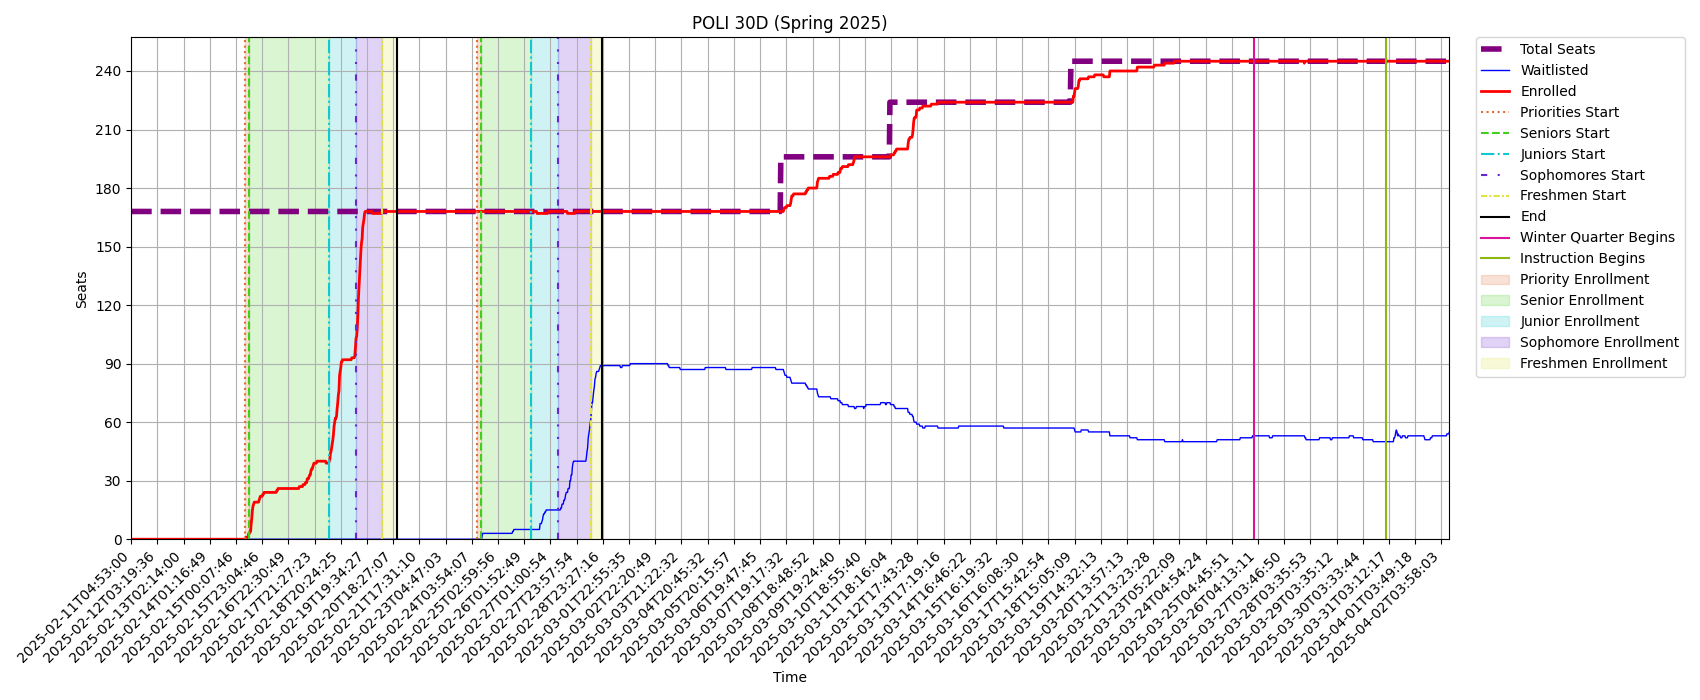 POLI 30D (Spring 2025)
Seats
240
210
180
150
120
90
60
30
0
2025-02-11T04:53:00
2025-02-12T03:19:36
2025-02-13T02:14:00
2025-02-14T01:16:49
2025-02-15T00:07:46
2025-02-15T23:04:46
2025-02-16T22:30:49
2025-02-17T21:27:23
2025-02-18T20:24:25
2025-02-19T19:34:27
2025-02-20T18:27:07
2025-02-21T17:31:10
2025-02-23T04:47:03
2025-02-24T03:54:07
2025-02-25T02:59:56
2025-02-26T01:52:49
2025-02-27T01:00:54
2025-02-27T23:57:54
2025-02-28T23:27:16
2025-03-01T22:55:35
2025-03-02T22:20:49
2025-03-03T21:22:32
2025-03-04T20:45:32
2025-03-05T20:15:57
2025-03-06T19:47:45
2025-03-07T19:17:32
2025-03-08T18:48:52
2025-03-09T19:24:40
2025-03-10T18:55:40
2025-03-11T18:16:04
2025-03-12T17:43:28
2025-03-13T17:19:16
2025-03-14T16:46:22
2025-03-15T16:19:32
2025-03-16T16:08:30
2025-03-17T15:42:54
2025-03-18T15:05:09
2025-03-19T14:32:13
2025-03-20T13:57:13
2025-03-21T13:23:28
2025-03-23T05:22:09
2025-03-24T04:54:24
2025-03-25T04:45:51
2025-03-26T04:13:11
2025-03-27T03:46:50
2025-03-28T03:35:53
2025-03-29T03:35:12
2025-03-30T03:33:44
2025-03-31T03:12:17
2025-04-01T03:49:18
2025-04-02T03:58:03
Time
Total Seats
Waitlisted
Enrolled
Priorities Start
Seniors Start
Juniors Start
Sophomores Start
Freshmen Start
End
Winter Quarter Begins
Instruction Begins
Priority Enrollment
Senior Enrollment
Junior Enrollment
Sophomore Enrollment
Freshmen Enrollment